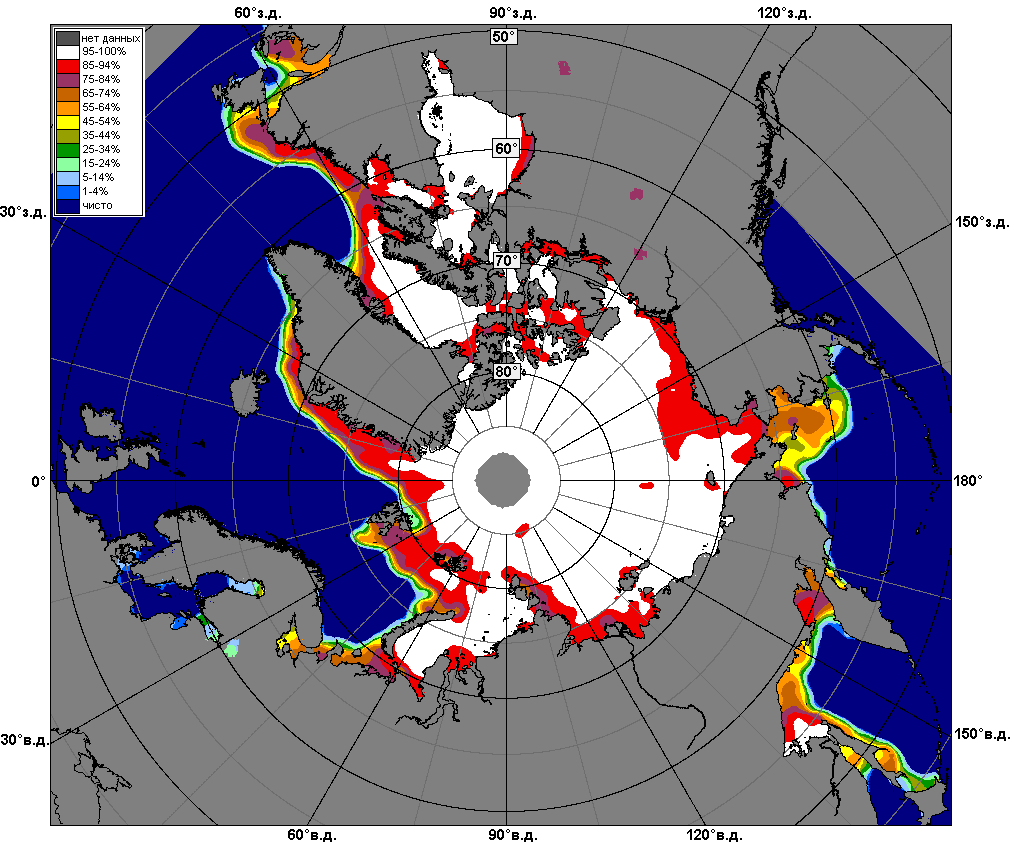 60°з.д.
90°з.д.
120°з.д.
50°
нет данных
95-100%
85-94%
75-84%
65-74%
55-64%
45-54%
35-44%
25-34%
15-24%
5-14%
1-4%
чисто
60°
30°з.д.
150°з.д.
70°
80°
0°
180°
30°в.д.
150°в.д.
60°в.д.
90°в.д.
120°в.д.